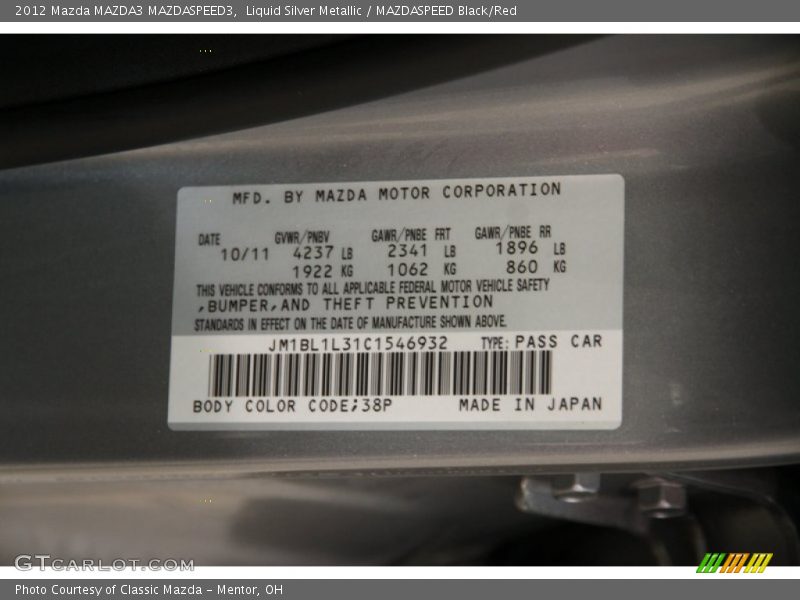 2012 Mazda MAZDA3 MAZDASPEED3, Liquid Silver Metallic / MAZDASPEED Black/Red
MFD. BY MAZDA MOTOR CORPORATION
DATE GVWR/PNBV GAWR/PNBE FRT GAWR/PNBE RR
10/11 4237 LB 2341 LB 1896 LB
1922 KG 1062 KG 860 KG
THIS VEHICLE CONFORMS TO ALL APPLICABLE FEDERAL MOTOR VEHICLE SAFETY
,BUMPER,AND THEFT PREVENTION
STANDARDS IN EFFECT ON THE DATE OF MANUFACTURE SHOWN ABOVE.
JM1BL1L31C1546932 TYPE: PASS CAR
BODY COLOR CODE;38P MADE IN JAPAN
GTCARLOT.COM
Photo Courtesy of Classic Mazda - Mentor, OH